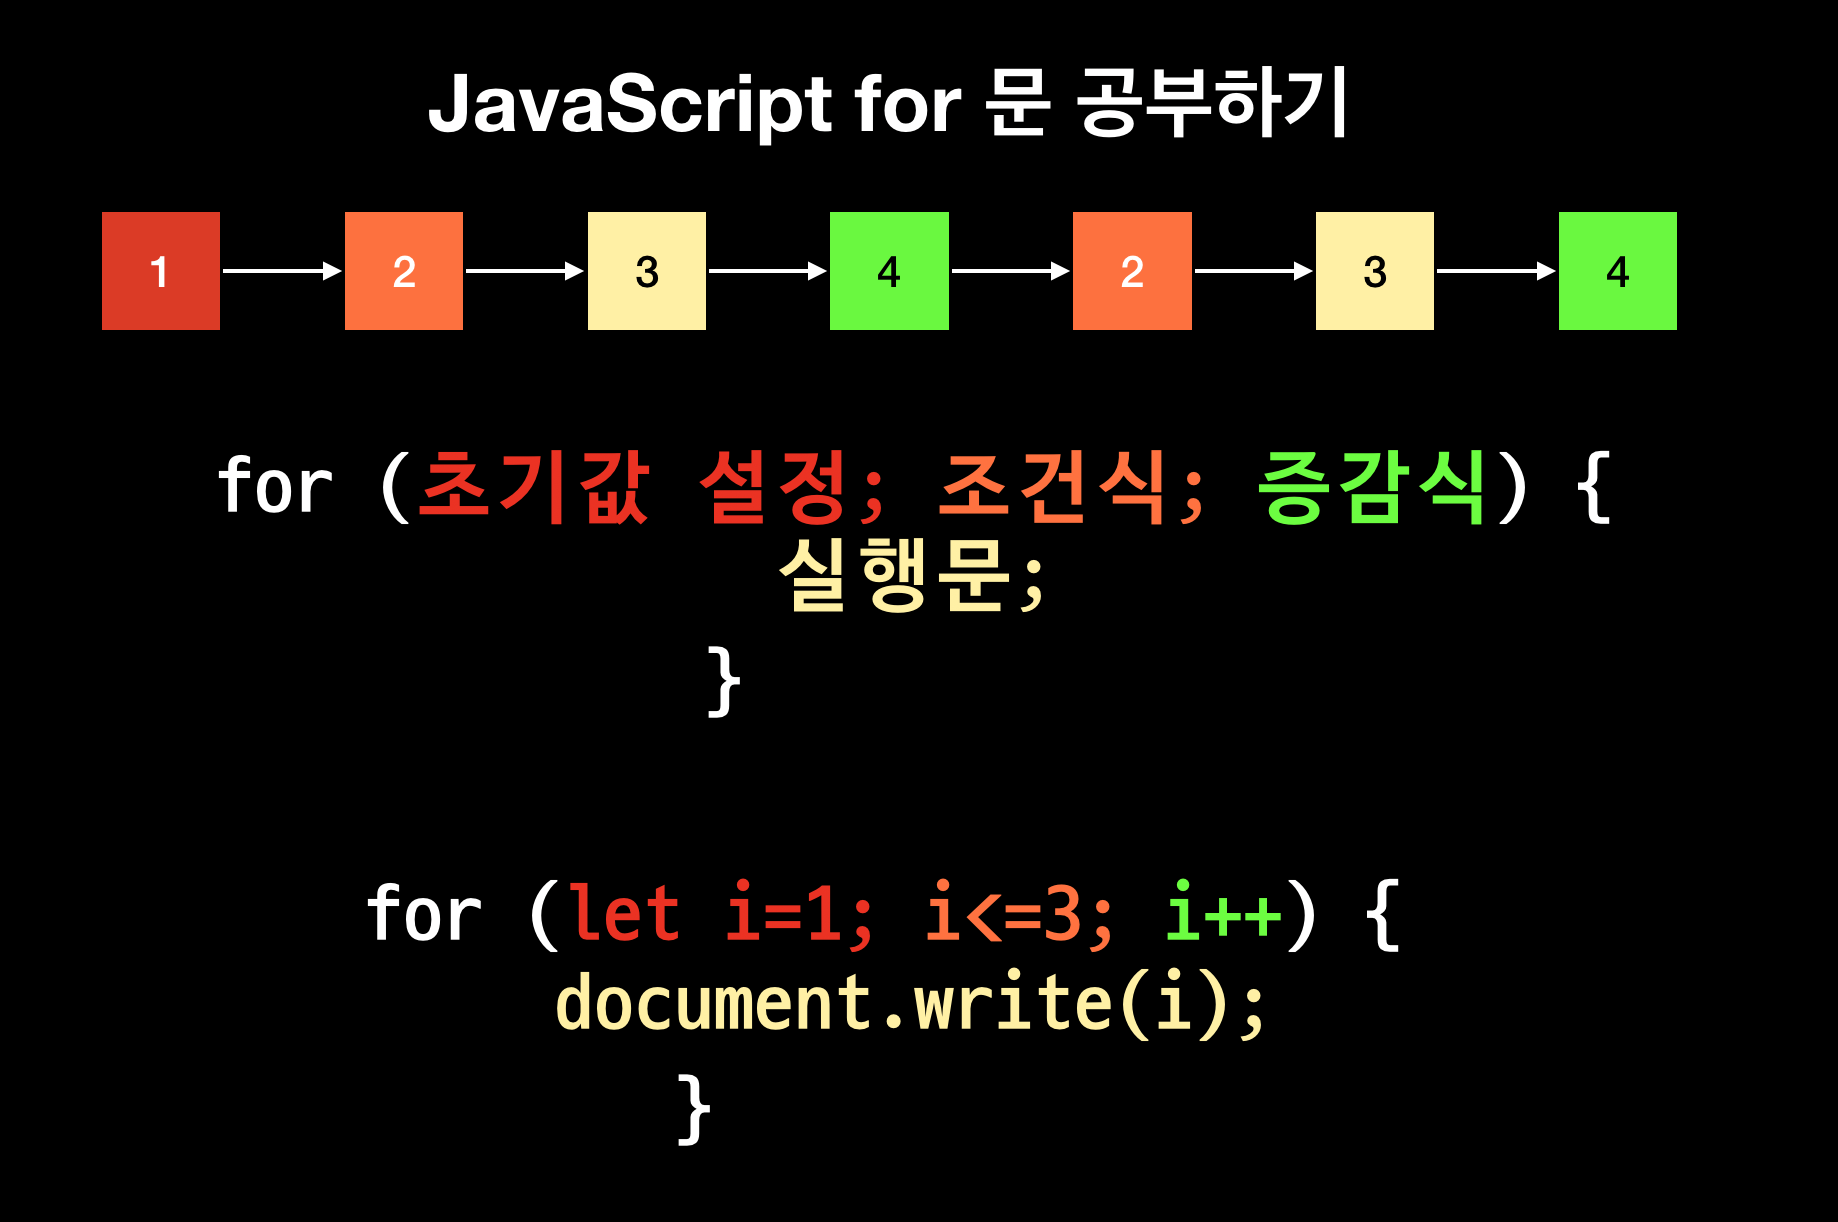 JavaScript for 문 공부하기
1 2 3 4 2 3 4
for (초기값 설정; 조건식; 증감식) {
실행문;
}
for (let i=1; i<=3; i++) {
document.write(i);
}